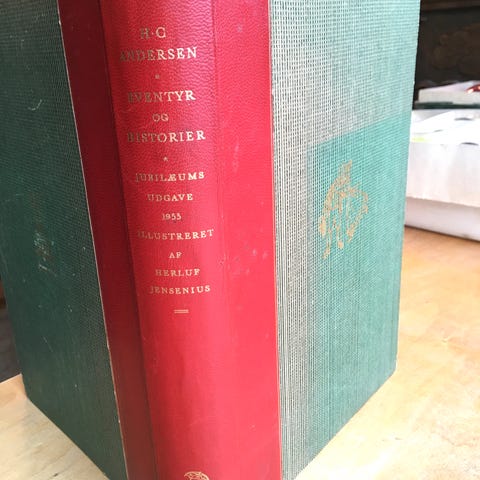 H·C
ANDERSEN
EVENTYR
OG
HISTORIER
JUBILÆUMS
UDGAVE
1955
ILLUSTRERET
AF
HERLUF
JENSENIUS